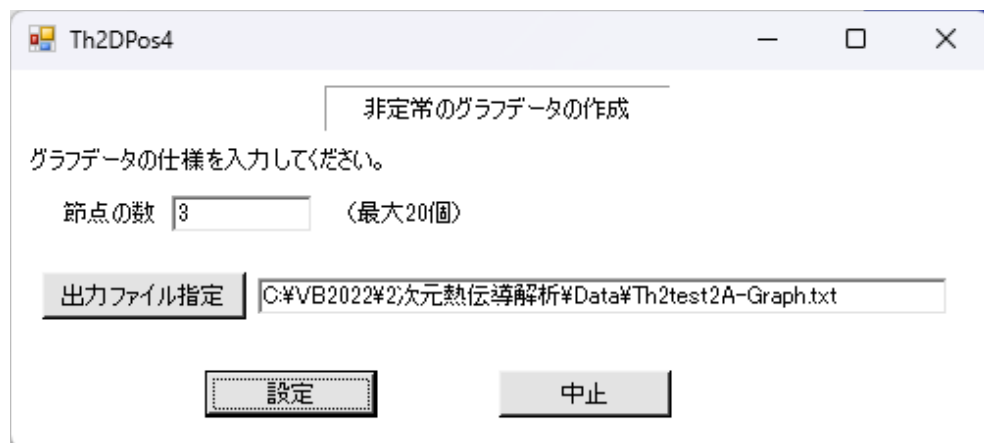 Th2DPos4
非定常のグラフデータの作成
グラフデータの仕様を入力してください。
節点の数 3 （最大20個）
出力ファイル指定 C:¥VB2022¥2次元熱伝導解析¥Data¥Th2test2A-Graph.txt
設定 中止